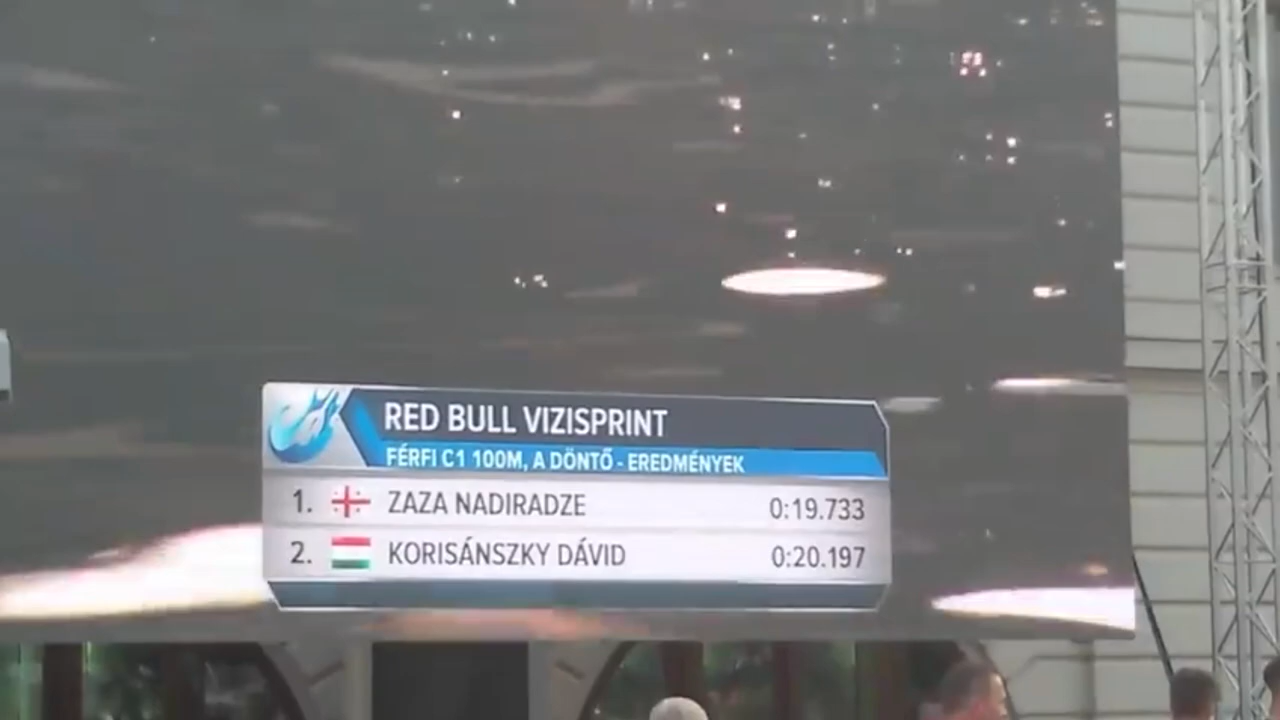 RED BULL VIZISPRINT
FÉRFI C1 100M, A DÖNTŐ - EREDMÉNYEK
1. ZAZA NADIRADZE 0:19.733
2. KORISÁNSZKY DÁVID 0:20.197